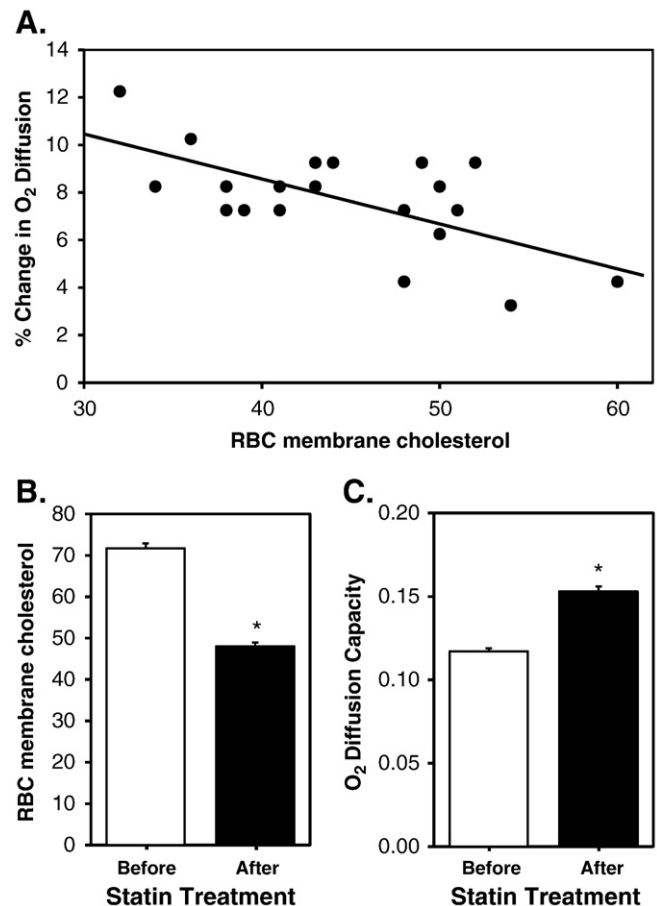 A.
% Change in O2 Diffusion
14
12
10
8
6
4
2
0
30
40
50
60
RBC membrane cholesterol
B.
RBC membrane cholesterol
80
70
60
50
40
30
20
10
0
*
Before
After
Statin Treatment
C.
O2 Diffusion Capacity
0.20
0.15
0.10
0.05
0.00
*
Before
After
Statin Treatment